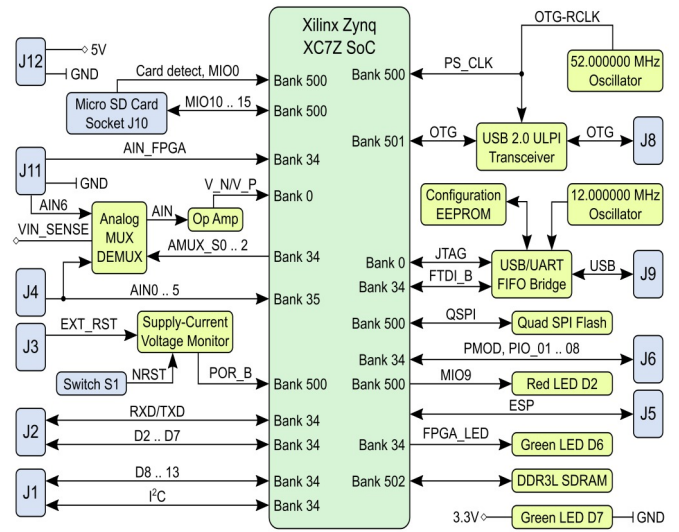 Xilinx Zynq
XC7Z SoC
J12
5V
GND
Card detect, MIO0
Micro SD Card
Socket J10
MIO10 .. 15
Bank 500
Bank 500
J11
AIN_FPGA
Bank 34
GND
AIN6
V_N/V_P
Bank 0
AIN
Op Amp
Analog
MUX
DEMUX
VIN_SENSE
AMUX_S0 .. 2
Bank 34
J4
AIN0 .. 5
Bank 35
J3
EXT_RST
Supply-Current
Voltage Monitor
Switch S1
NRST
POR_B
Bank 500
J2
RXD/TXD
Bank 34
D2 .. D7
Bank 34
J1
D8 .. 13
Bank 34
I²C
Bank 34
OTG-RCLK
Bank 500
PS_CLK
52.000000 MHz
Oscillator
Bank 501
OTG
USB 2.0 ULPI
Transceiver
OTG
J8
Configuration
EEPROM
12.000000 MHz
Oscillator
Bank 0
JTAG
Bank 34
FTDI_B
USB/UART
FIFO Bridge
USB
J9
Bank 500
QSPI
Quad SPI Flash
Bank 34
PMOD, PIO_01 .. 08
J6
Bank 500
MIO9
Red LED D2
ESP
J5
Bank 34
FPGA_LED
Green LED D6
Bank 502
DDR3L SDRAM
3.3V
Green LED D7
GND